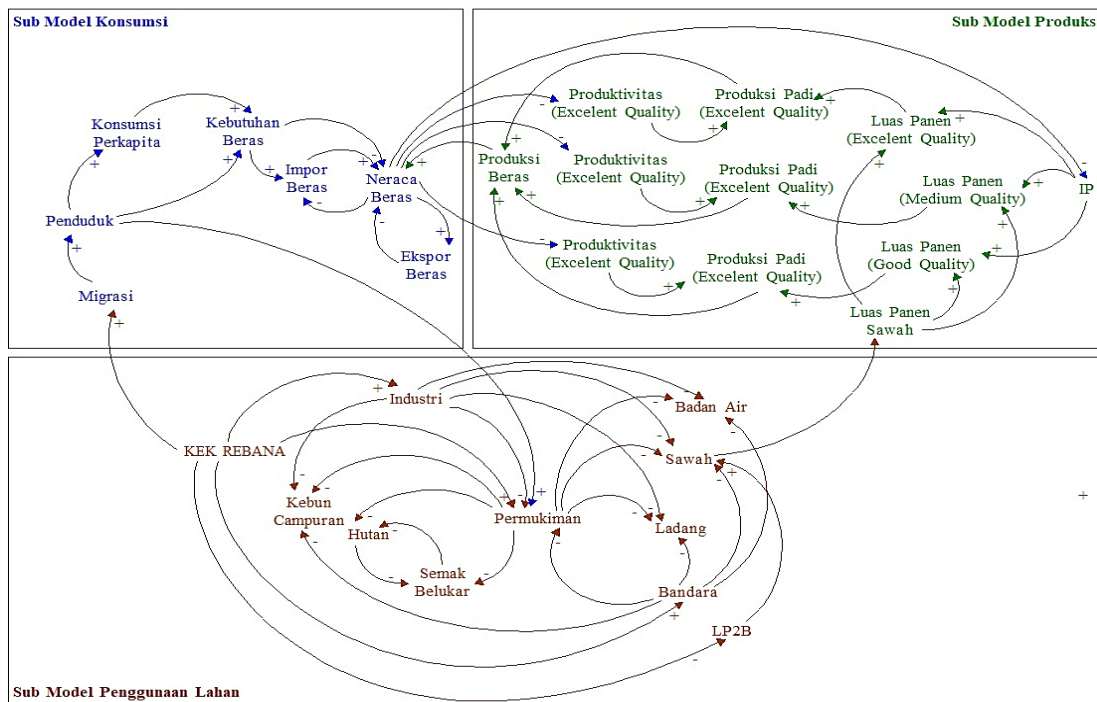 Sub Model Konsumsi
Konsumsi
Perkapita
Kebutuhan
Beras
Impor
Beras
Neraca
Beras
Ekspor
Beras
Penduduk
Migrasi
Sub Model Produks
Produktivitas
(Excelent Quality)
Produksi Padi
(Excelent Quality)
Luas Panen
(Excelent Quality)
Produksi
Beras
Produktivitas
(Excelent Quality)
Produksi Padi
(Excelent Quality)
Luas Panen
(Medium Quality)
IP
Produktivitas
(Excelent Quality)
Produksi Padi
(Excelent Quality)
Luas Panen
(Good Quality)
Luas Panen
Sawah
Industri
Badan Air
KEK REBANA
Sawah
Kebun
Campuran
Hutan
Permukiman
Ladang
Semak
Belukar
Bandara
LP2B
Sub Model Penggunaan Lahan